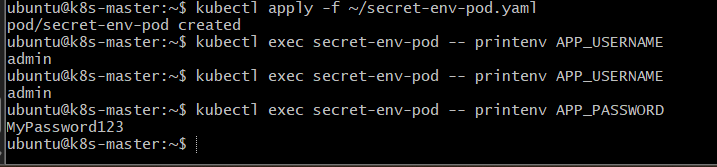 ubuntu@k8s-master:~$ kubectl apply -f ~/secret-env-pod.yaml
pod/secret-env-pod created
ubuntu@k8s-master:~$ kubectl exec secret-env-pod -- printenv APP_USERNAME
admin
ubuntu@k8s-master:~$ kubectl exec secret-env-pod -- printenv APP_USERNAME
admin
ubuntu@k8s-master:~$ kubectl exec secret-env-pod -- printenv APP_PASSWORD
MyPassword123
ubuntu@k8s-master:~$